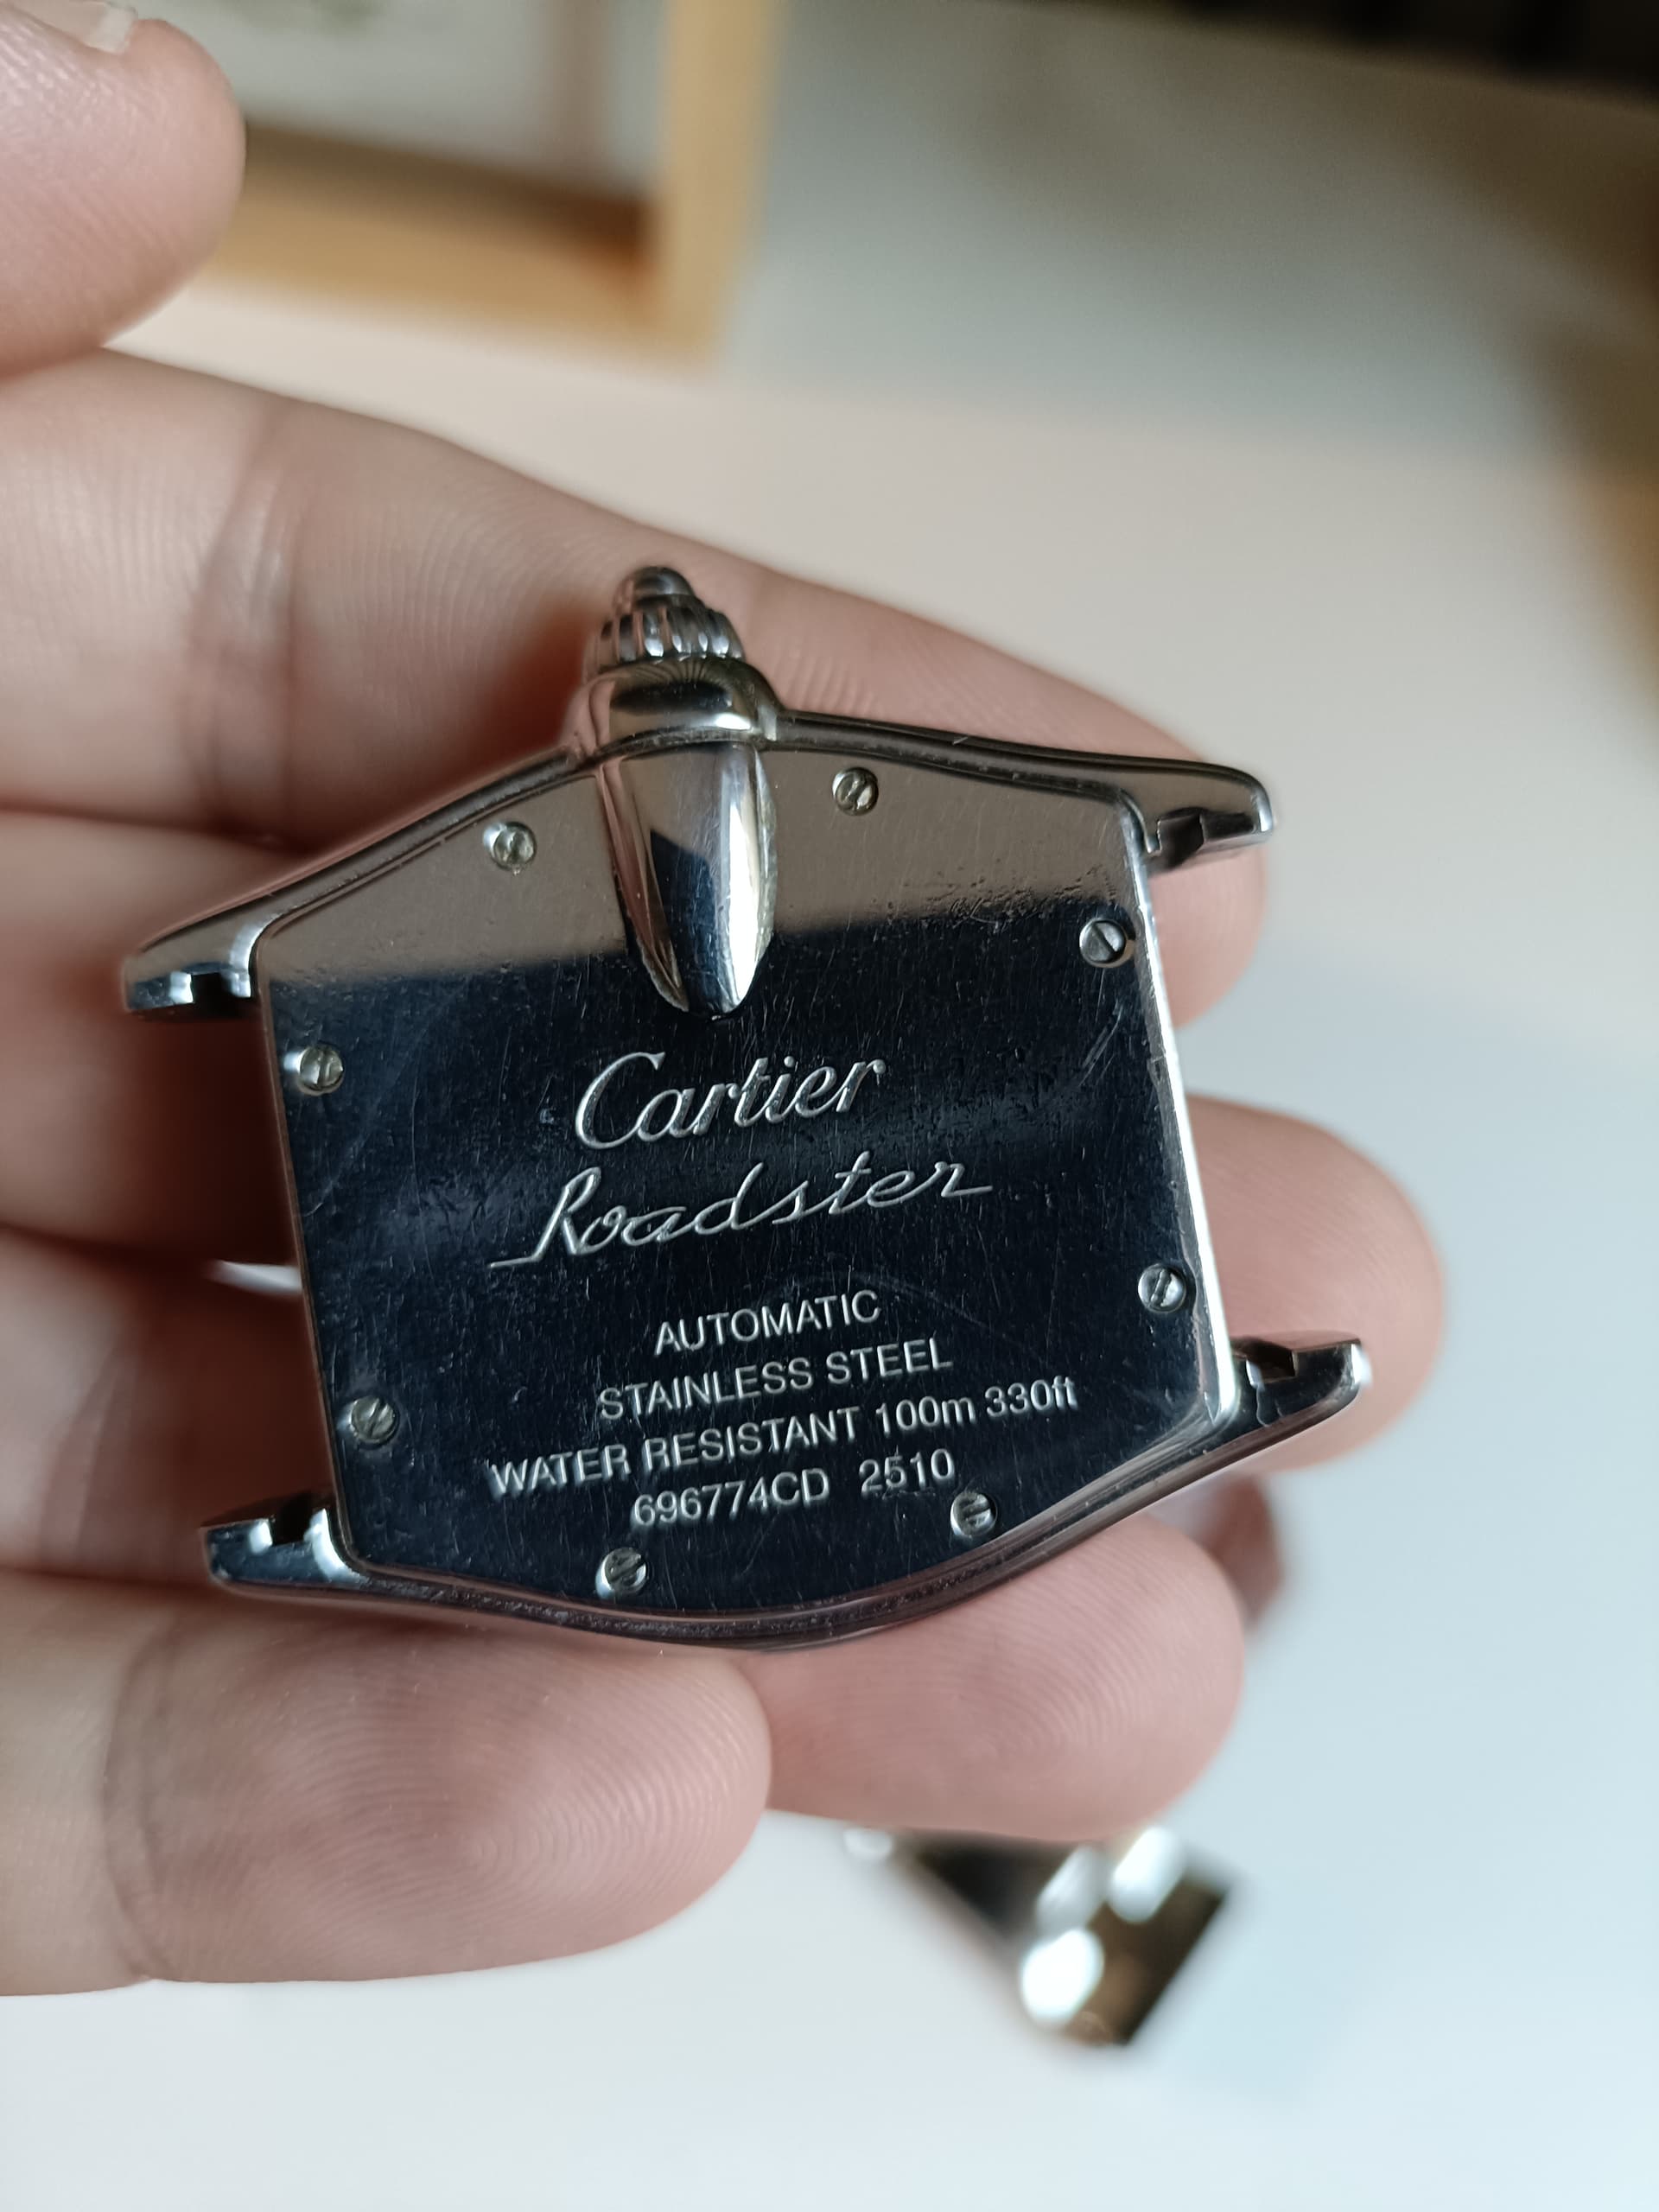 Cartier
Roadster
AUTOMATIC
STAINLESS STEEL
WATER RESISTANT 100m 330ft
696774CD 2510